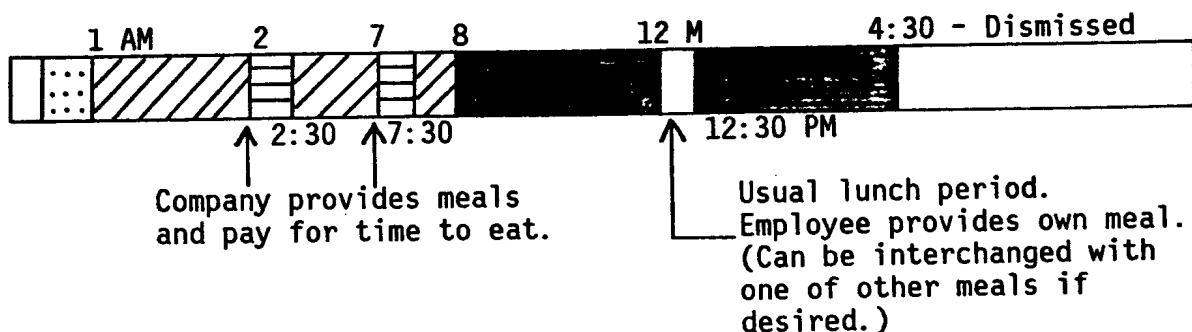 1 AM 2 7 8 12 M 4:30 - Dismissed
2:30 7:30 12:30 PM
Company provides meals
and pay for time to eat.
Usual lunch period.
Employee provides own meal.
(Can be interchanged with
one of other meals if
desired.)